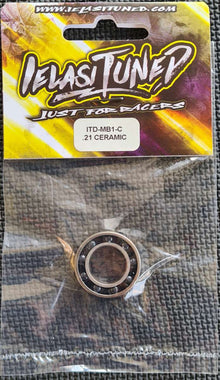 WWW.IELASITUNED.COM
IELASI TUNED
JUST FOR RACERS
ITD-MB1-C
.21 CERAMIC